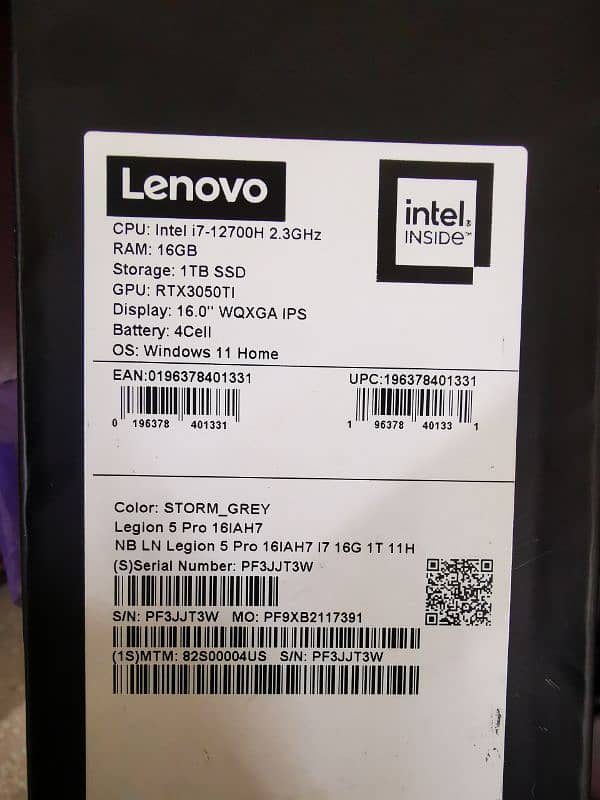 Lenovo
intel.
INSIDE™
CPU: Intel i7-12700H 2.3GHz
RAM: 16GB
Storage: 1TB SSD
GPU: RTX3050TI
Display: 16.0" WQXGA IPS
Battery: 4Cell
OS: Windows 11 Home
EAN:0196378401331 UPC:196378401331
0 196378 401331 1 96378 40133 1
Color: STORM_GREY
Legion 5 Pro 16IAH7
NB LN Legion 5 Pro 16IAH7 I7 16G 1T 11H
(S)Serial Number: PF3JJT3W
S/N: PF3JJT3W MO: PF9XB2117391
(1S)MTM: 82S00004US S/N: PF3JJT3W